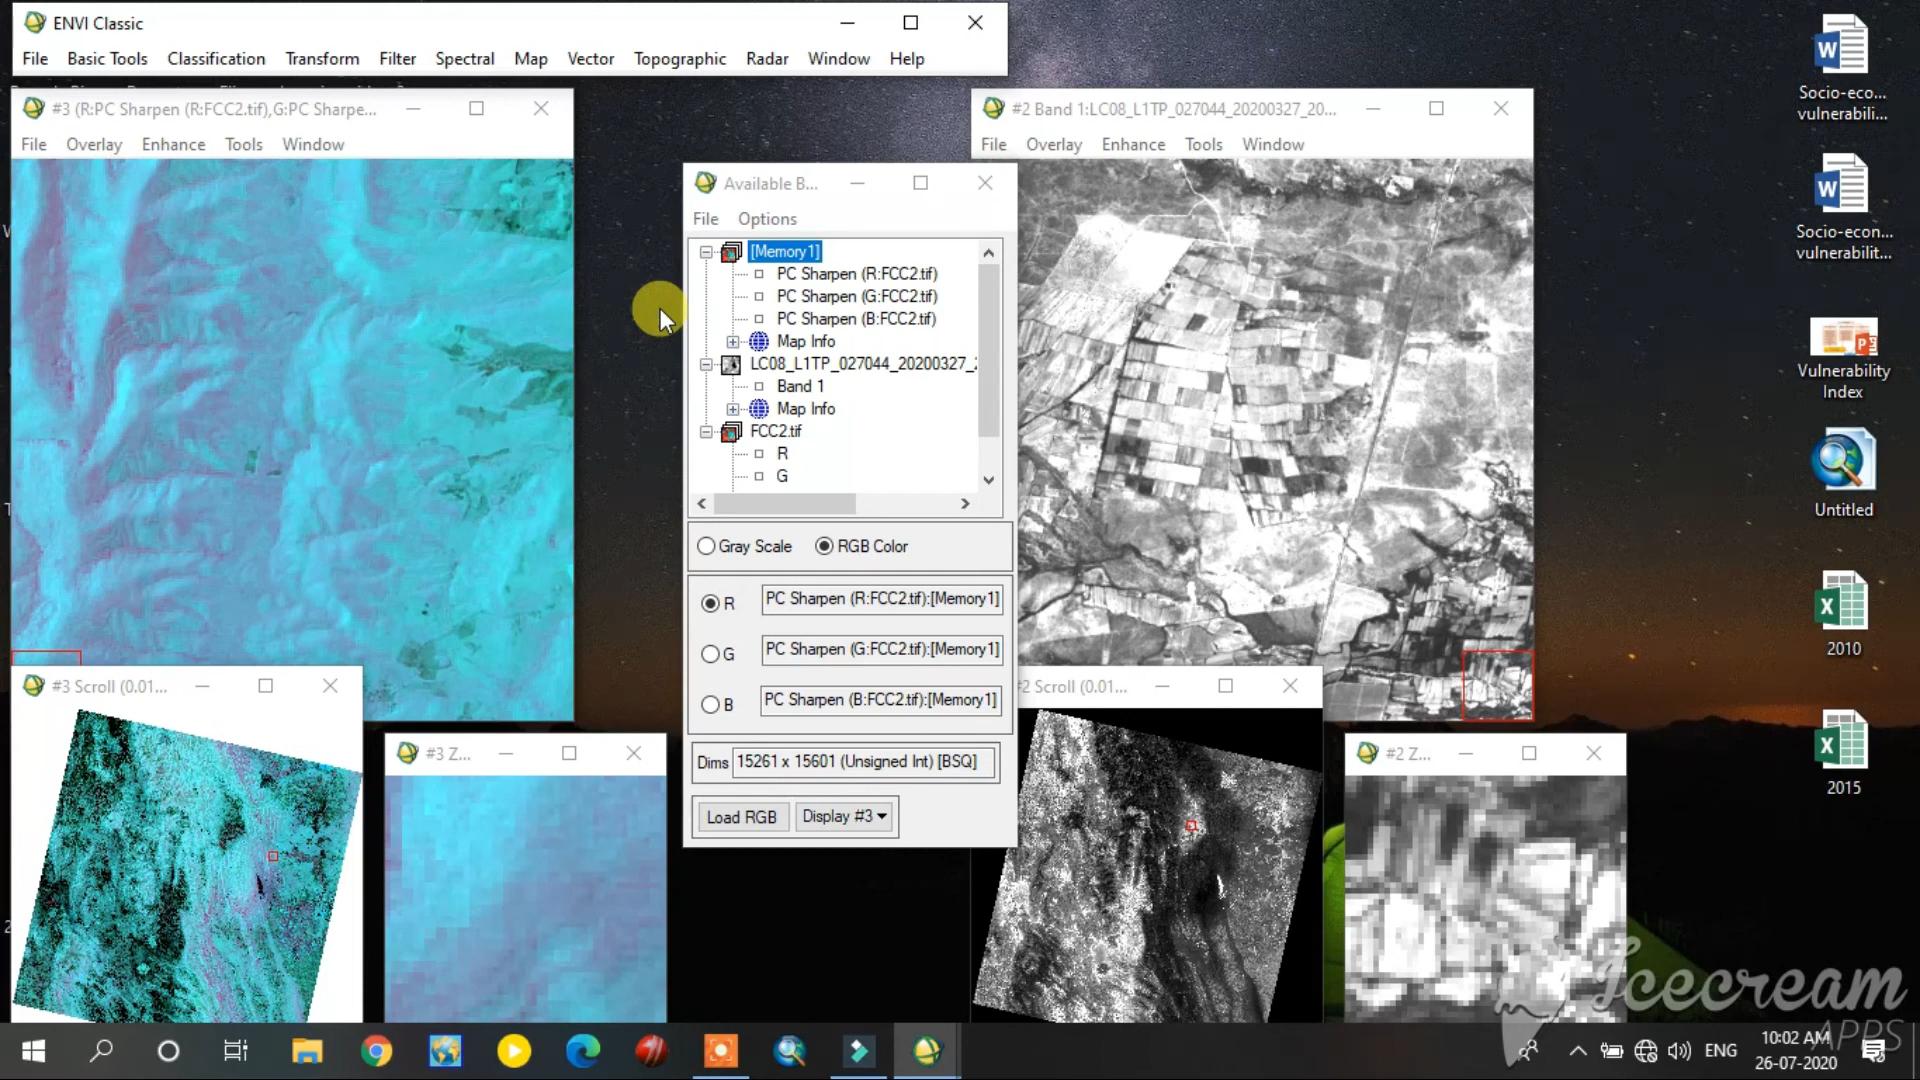 ENVI Classic
File Basic Tools Classification Transform Filter Spectral Map Vector Topographic Radar Window Help
#3 (R:PC Sharpen (R:FCC2.tif),G:PC Sharpe...
File Overlay Enhance Tools Window
#2 Band 1:LC08_L1TP_027044_20200327_20...
File Overlay Enhance Tools Window
Available B...
File Options
[Memory1]
PC Sharpen (R:FCC2.tif)
PC Sharpen (G:FCC2.tif)
PC Sharpen (B:FCC2.tif)
Map Info
LC08_L1TP_027044_20200327_
Band 1
Map Info
FCC2.tif
R
G
Gray Scale RGB Color
R PC Sharpen (R:FCC2.tif):[Memory1]
G PC Sharpen (G:FCC2.tif):[Memory1]
B PC Sharpen (B:FCC2.tif):[Memory1]
Dims 15261 x 15601 (Unsigned Int) [BSQ]
Load RGB Display #3
#3 Scroll (0.01...
#3 Z...
#2 Scroll (0.01...
#2 Z...
Socio-eco...
vulnerabili...
Socio-econ...
vulnerabilit...
Vulnerability
Index
Untitled
2010
2015
Icecream
APPS
ENG
10:02 AM
26-07-2020